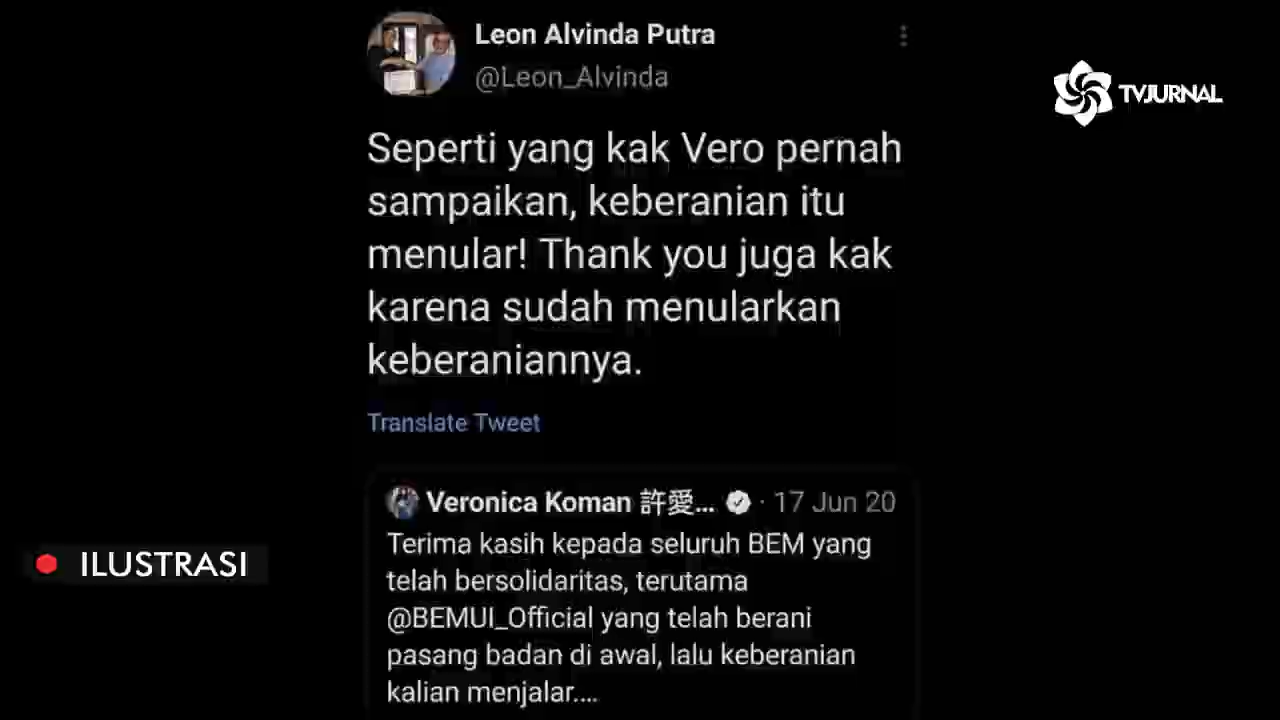 Leon Alvinda Putra
@Leon_Alvinda
TVJURNAL
Seperti yang kak Vero pernah
sampaikan, keberanian itu
menular! Thank you juga kak
karena sudah menularkan
keberaniannya.
Translate Tweet
Veronica Koman 許愛... · 17 Jun 20
Terima kasih kepada seluruh BEM yang
telah bersolidaritas, terutama
@BEMUI_Official yang telah berani
pasang badan di awal, lalu keberanian
kalian menjalar....
ILUSTRASI